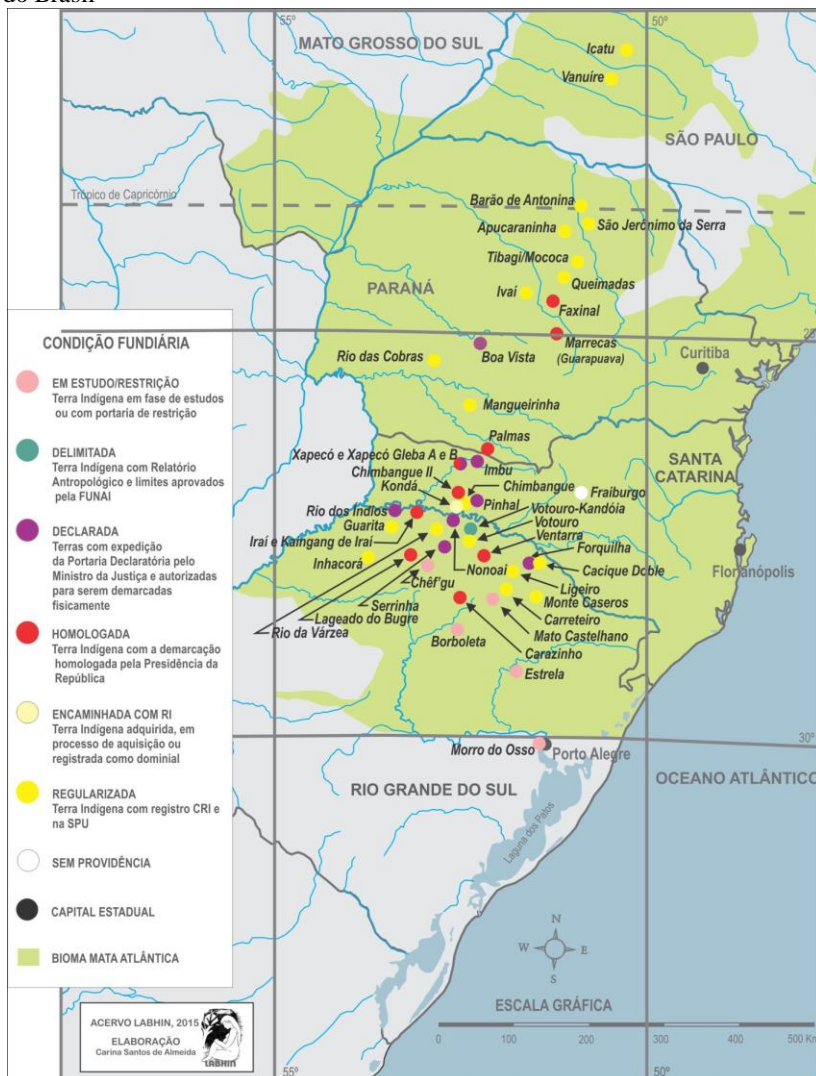 do Brasil
55º
50º
MATO GROSSO DO SUL
Icatu
Vanuíre
SÃO PAULO
Trópico de Capricórnio
Barão de Antonina
São Jerônimo da Serra
Apucaraninha
Tibagi/Mococa
Queimadas
PARANÁ
Ivaí
Faxinal
25º
Marrecas
(Guarapuava)
Boa Vista
Curitiba
Rio das Cobras
Mangueirinha
Palmas
Xapecó e Xapecó Gleba A e B
Imbu
SANTA
CATARINA
Chimbangue II
Chimbangue
Kondá
Fraiburgo
Pinhal
Rio dos Índios
Votouro-Kandóia
Guarita
Votouro
Iraí e Kaingang de Iraí
Ventarra
Forquilha
Inhacorá
Nonoai
Cacique Doble
Florianópolis
Chêf'gu
Ligeiro
Serrinha
Monte Caseros
Lageado do Bugre
Carreteiro
Rio da Várzea
Mato Castelhano
Borboleta
Carazinho
Estrela
30º
Morro do Osso
Porto Alegre
RIO GRANDE DO SUL
OCEANO ATLÂNTICO
Laguna dos Patos
CONDIÇÃO FUNDIÁRIA
EM ESTUDO/RESTRIÇÃO
Terra Indígena em fase de estudos
ou com portaria de restrição
DELIMITADA
Terra Indígena com Relatório
Antropológico e limites aprovados
pela FUNAI
DECLARADA
Terras com expedição
da Portaria Declaratória pelo
Ministro da Justiça e autorizadas
para serem demarcadas
fisicamente
HOMOLOGADA
Terra Indígena com a demarcação
homologada pela Presidência da
República
ENCAMINHADA COM RI
Terra Indígena adquirida, em
processo de aquisição ou
registrada como dominial
REGULARIZADA
Terra Indígena com registro CRI e
na SPU
SEM PROVIDÊNCIA
CAPITAL ESTADUAL
BIOMA MATA ATLÂNTICA
N
W E
S
ESCALA GRÁFICA
0 100 200 300 400 500 Km
ACERVO LABHIN, 2015
ELABORAÇÃO
Carina Santos de Almeida
LABHIN
55º
50º